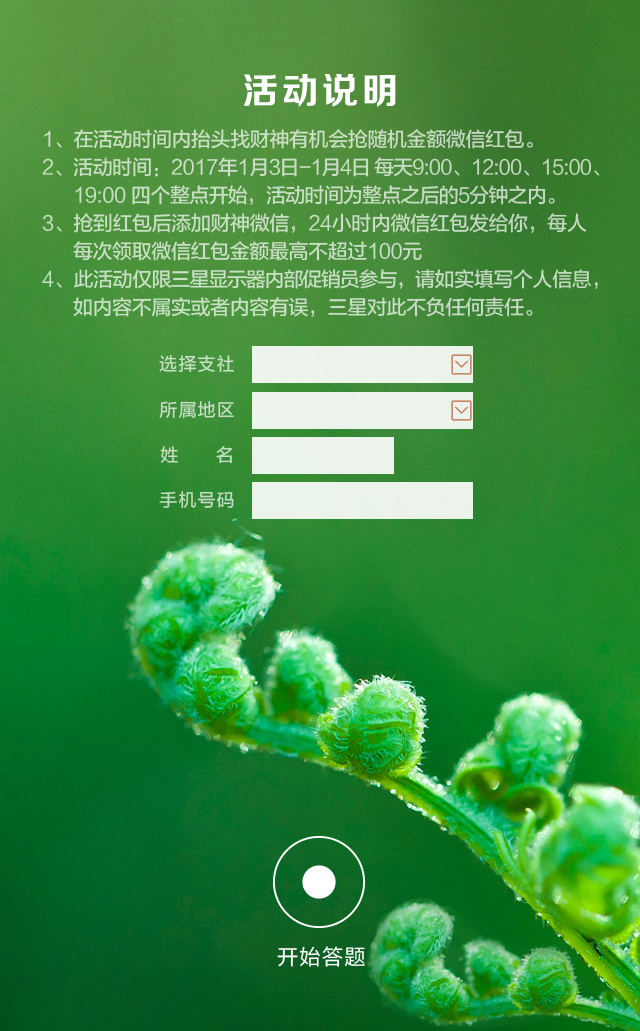 活动说明
1、在活动时间内抬头找财神有机会抢随机金额微信红包。
2、活动时间：2017年1月3日-1月4日 每天9:00、12:00、15:00、
19:00 四个整点开始，活动时间为整点之后的5分钟之内。
3、抢到红包后添加财神微信，24小时内微信红包发给你，每人
每次领取微信红包金额最高不超过100元
4、此活动仅限三星显示器内部促销员参与，请如实填写个人信息，
如内容不属实或者内容有误，三星对此不负任何责任。
选择支社
所属地区
姓 名
手机号码
开始答题